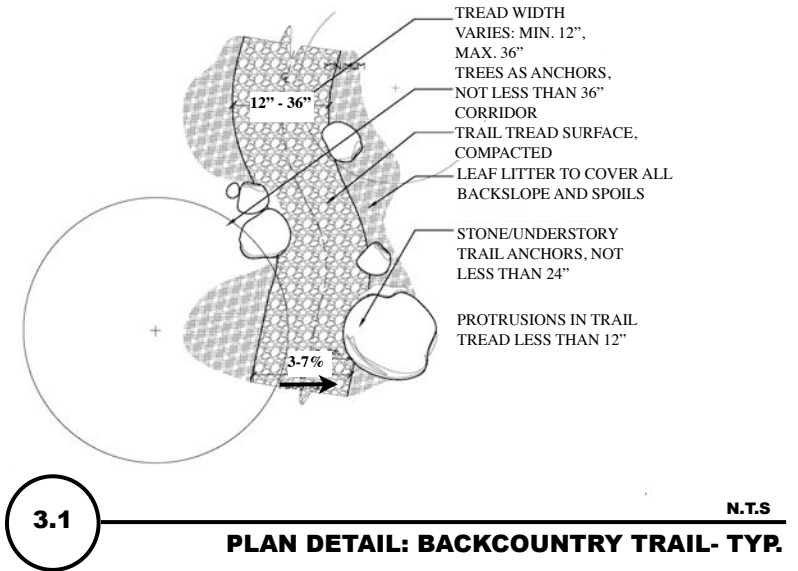 TREAD WIDTH
VARIES: MIN. 12”,
MAX. 36”
TREES AS ANCHORS,
NOT LESS THAN 36”
CORRIDOR
TRAIL TREAD SURFACE,
COMPACTED
LEAF LITTER TO COVER ALL
BACKSLOPE AND SPOILS
STONE/UNDERSTORY
TRAIL ANCHORS, NOT
LESS THAN 24”
PROTRUSIONS IN TRAIL
TREAD LESS THAN 12”
12” - 36”
3-7%
3.1
N.T.S
PLAN DETAIL: BACKCOUNTRY TRAIL- TYP.